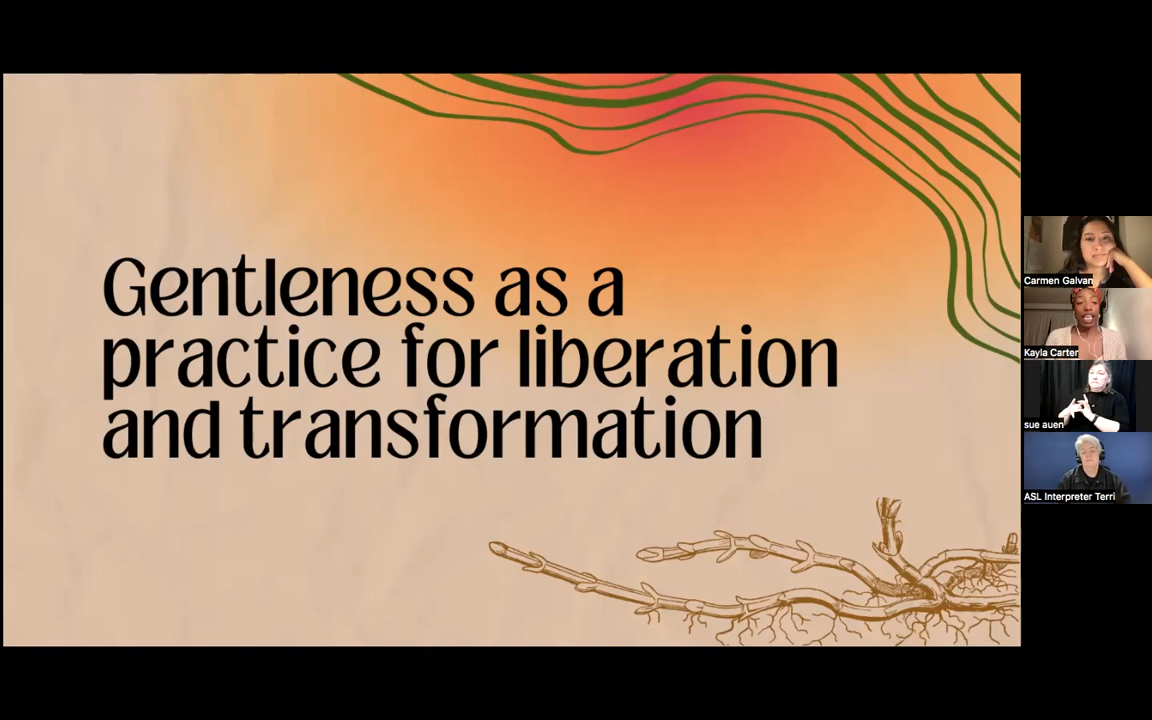 Gentleness as a
practice for liberation
and transformation
Carmen Galvan
Kayla Carter
sue auen
ASL Interpreter Terri